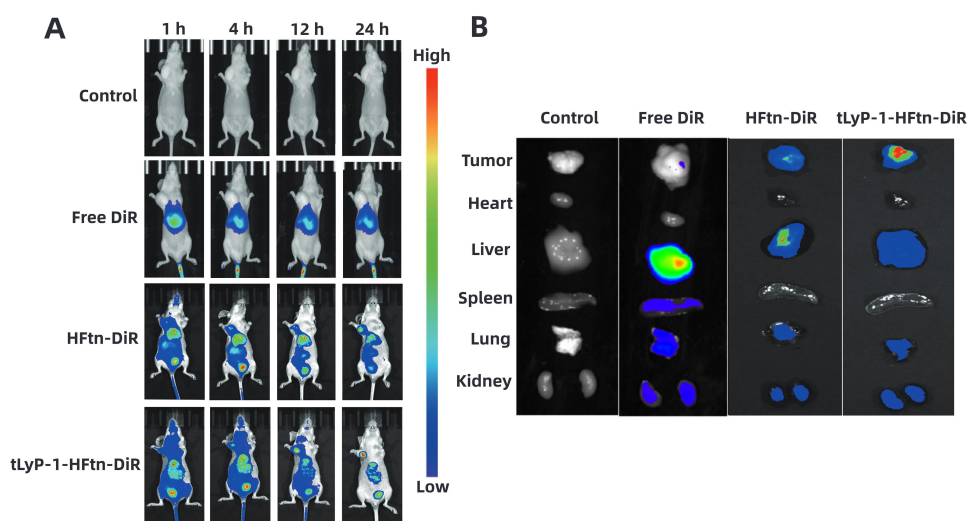 A
1 h 4 h 12 h 24 h
High
Control
Free DiR
HFtn-DiR
tLyP-1-HFtn-DiR
Low
B
Control Free DiR HFtn-DiR tLyP-1-HFtn-DiR
Tumor
Heart
Liver
Spleen
Lung
Kidney